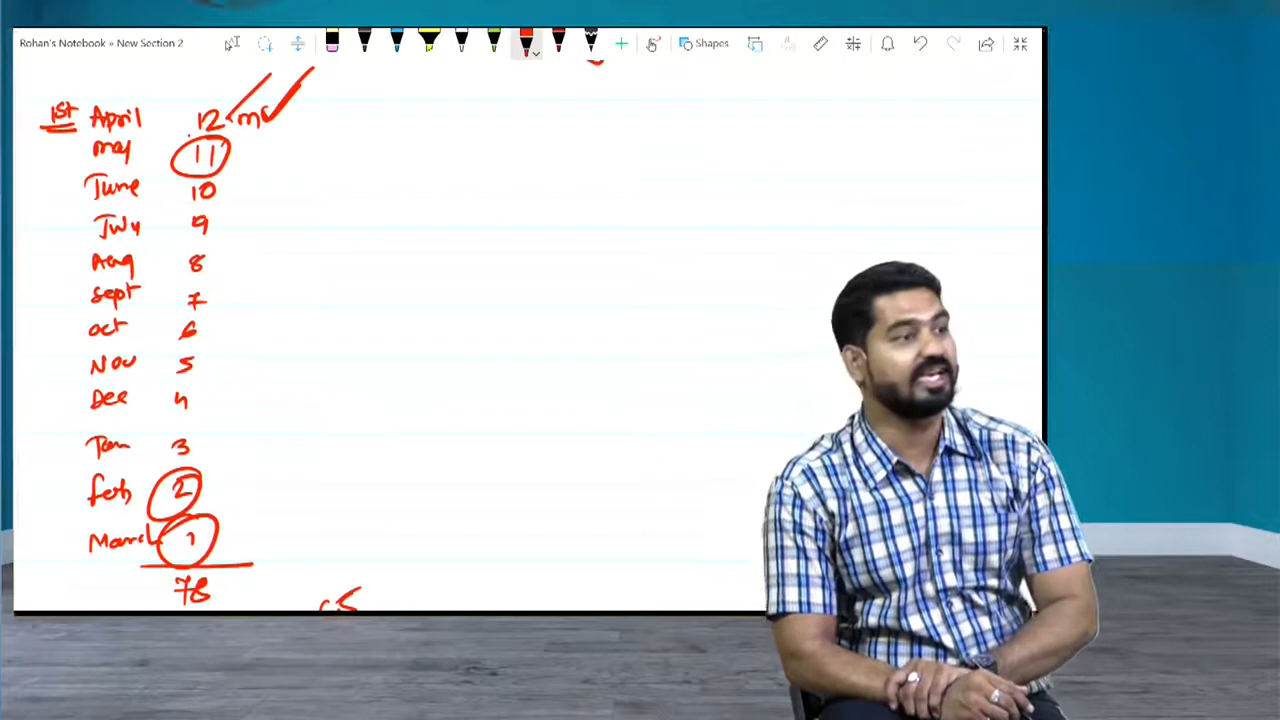 Rohan's Notebook » New Section 2
Shapes
1st April 12 m
May 11
June 10
July 9
Aug 8
Sept 7
Oct 6
Nov 5
Dec 4
Jan 3
Feb 2
March 1
78